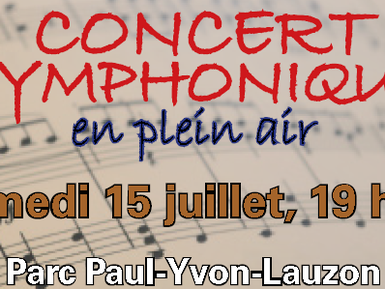 CONCERT
YMPHONIQU
en plein air
medi 15 juillet, 19 h
Parc Paul-Yvon-Lauzon